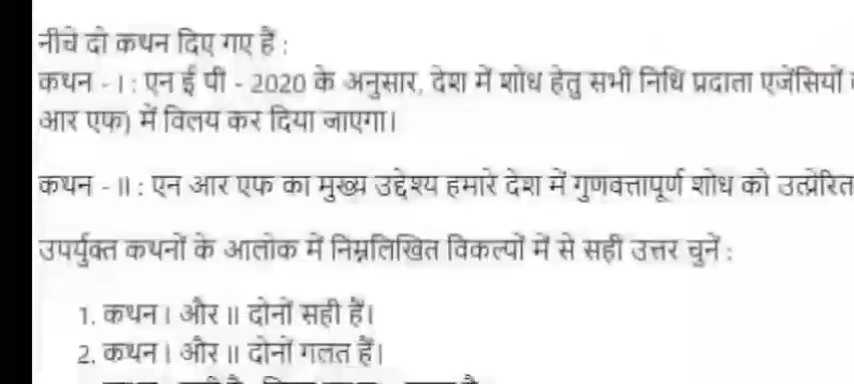 नीचे दो कथन दिए गए हैं :
कथन - I : एन ई पी - 2020 के अनुसार, देश में शोध हेतु सभी निधि प्रदाता एजेंसियों
आर एफ) में विलय कर दिया जाएगा।
कथन - II : एन आर एफ का मुख्य उद्देश्य हमारे देश में गुणवत्तापूर्ण शोध को उत्प्रेरित
उपर्युक्त कथनों के आलोक में निम्नलिखित विकल्पों में से सही उत्तर चुनें :
1. कथन I और II दोनों सही हैं।
2. कथन I और II दोनों गलत हैं।